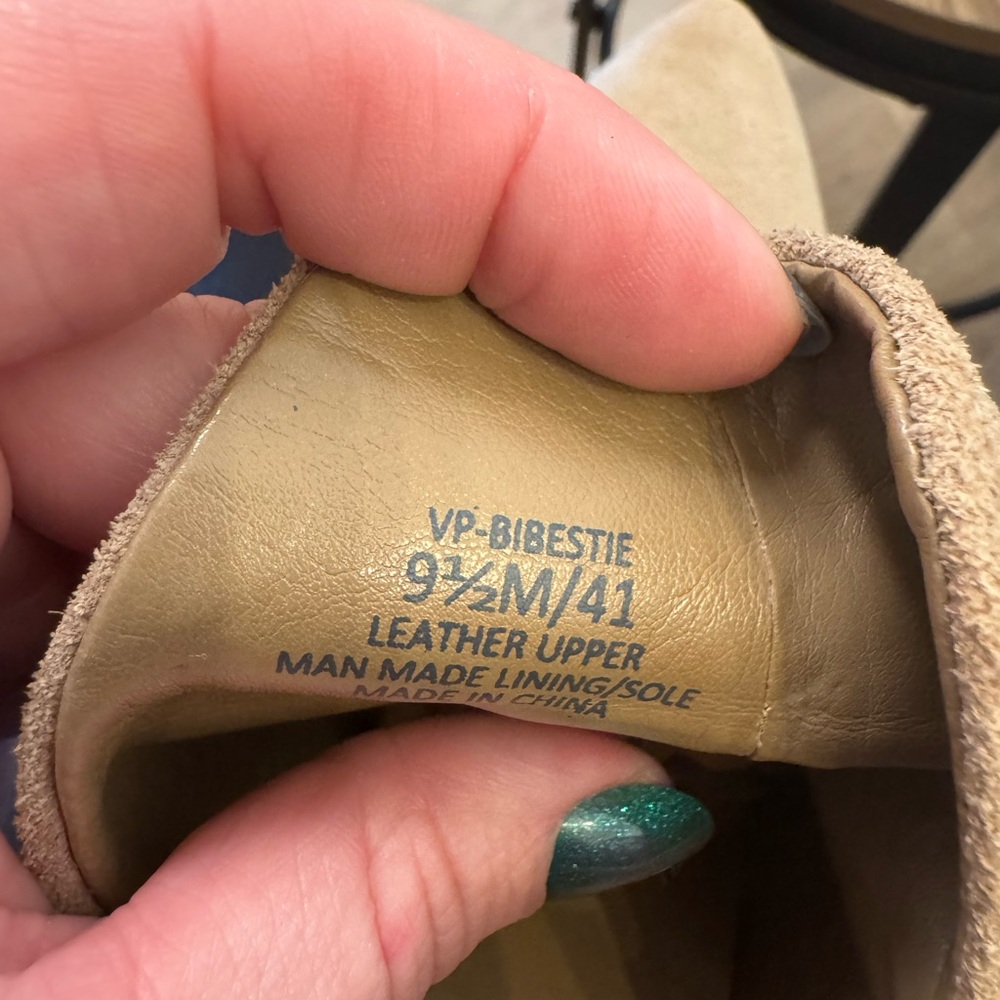 VP-BIBESTIE
9½M/41
LEATHER UPPER
MAN MADE LINING/SOLE
MADE IN CHINA